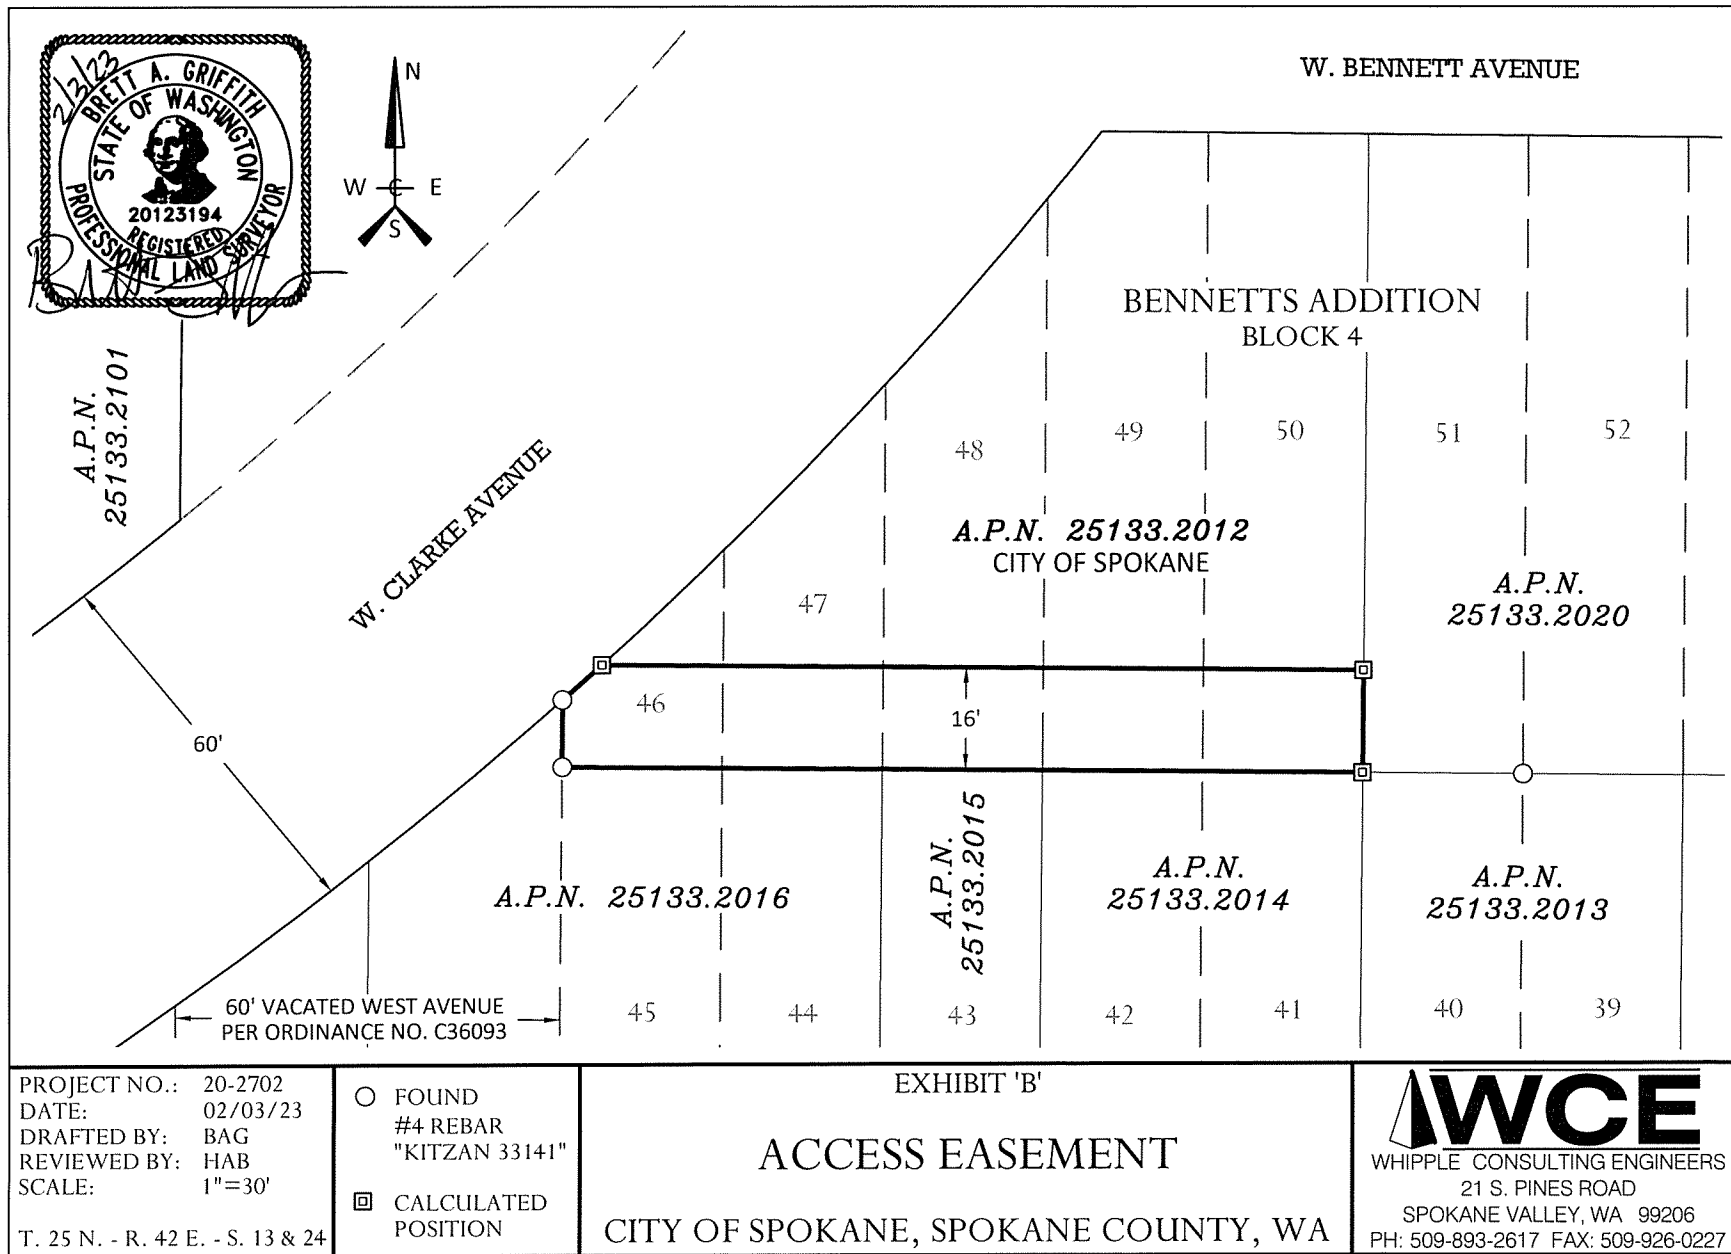 2/3/23
BRETT A. GRIFFITH
STATE OF WASHINGTON
20123194
REGISTERED
PROFESSIONAL LAND SURVEYOR
N
W C E
S
W. BENNETT AVENUE
BENNETTS ADDITION
BLOCK 4
A.P.N.
25133.2101
W. CLARKE AVENUE
48
49
50
51
52
A.P.N. 25133.2012
CITY OF SPOKANE
A.P.N.
25133.2020
47
46
16'
60'
A.P.N. 25133.2016
A.P.N.
25133.2015
A.P.N.
25133.2014
A.P.N.
25133.2013
60' VACATED WEST AVENUE
PER ORDINANCE NO. C36093
45
44
43
42
41
40
39
PROJECT NO.: 20-2702
DATE: 02/03/23
DRAFTED BY: BAG
REVIEWED BY: HAB
SCALE: 1"=30'
T. 25 N. - R. 42 E. - S. 13 & 24
FOUND
#4 REBAR
"KITZAN 33141"
CALCULATED
POSITION
EXHIBIT 'B'
ACCESS EASEMENT
CITY OF SPOKANE, SPOKANE COUNTY, WA
WCE
WHIPPLE CONSULTING ENGINEERS
21 S. PINES ROAD
SPOKANE VALLEY, WA 99206
PH: 509-893-2617 FAX: 509-926-0227